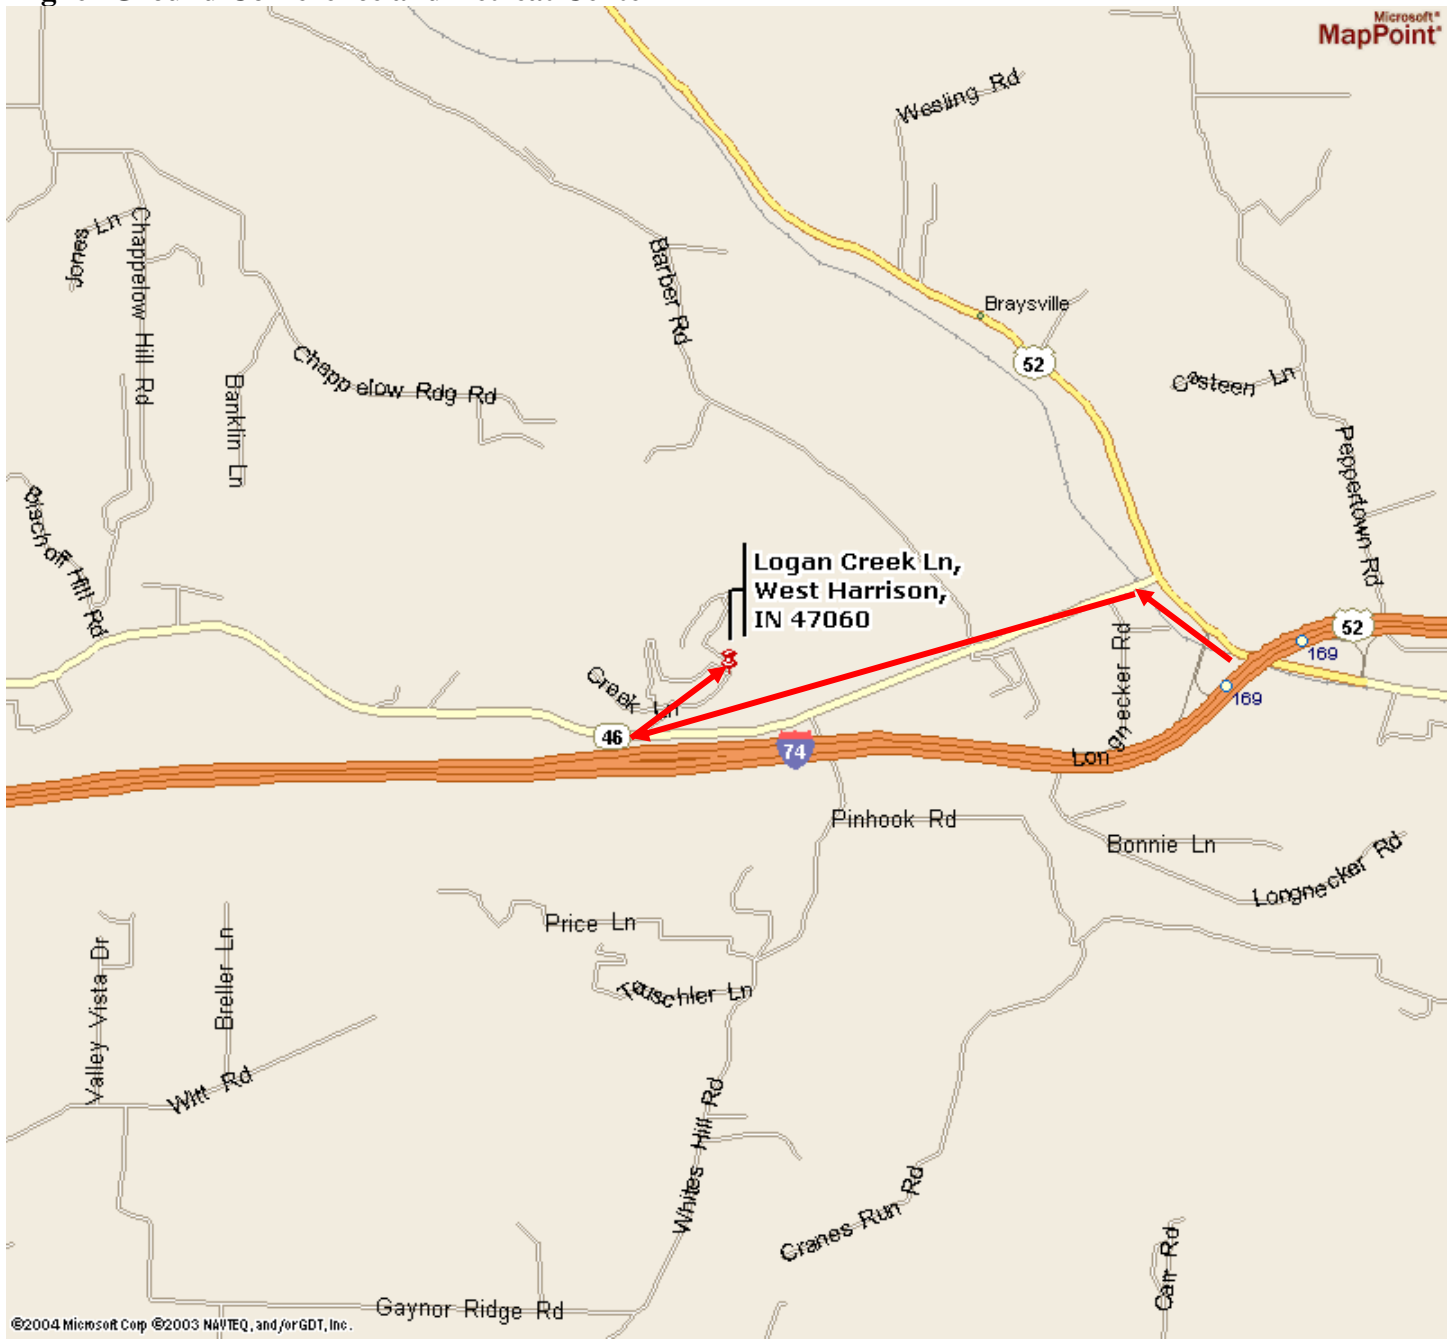 Microsoft®
MapPoint®
Wesling Rd
Jones Ln
Chappelow Hill Rd
Barber Rd
Braysville
52
Chappelow Rdg Rd
Banklin Ln
Casteen Ln
Peppertown Rd
Bischoff Hill Rd
Logan Creek Ln,
West Harrison,
IN 47060
52
169
Longnecker Rd
169
Creek Ln
46
74
Pinhook Rd
Bonnie Ln
Longnecker Rd
Price Ln
Valley Vista Dr
Breller Ln
Tauschler Ln
Witt Rd
Whites Hill Rd
Cranes Run Rd
Carr Rd
Gaynor Ridge Rd
©2004 Microsoft Corp ©2003 NAVTEQ, and/or GDT, Inc.